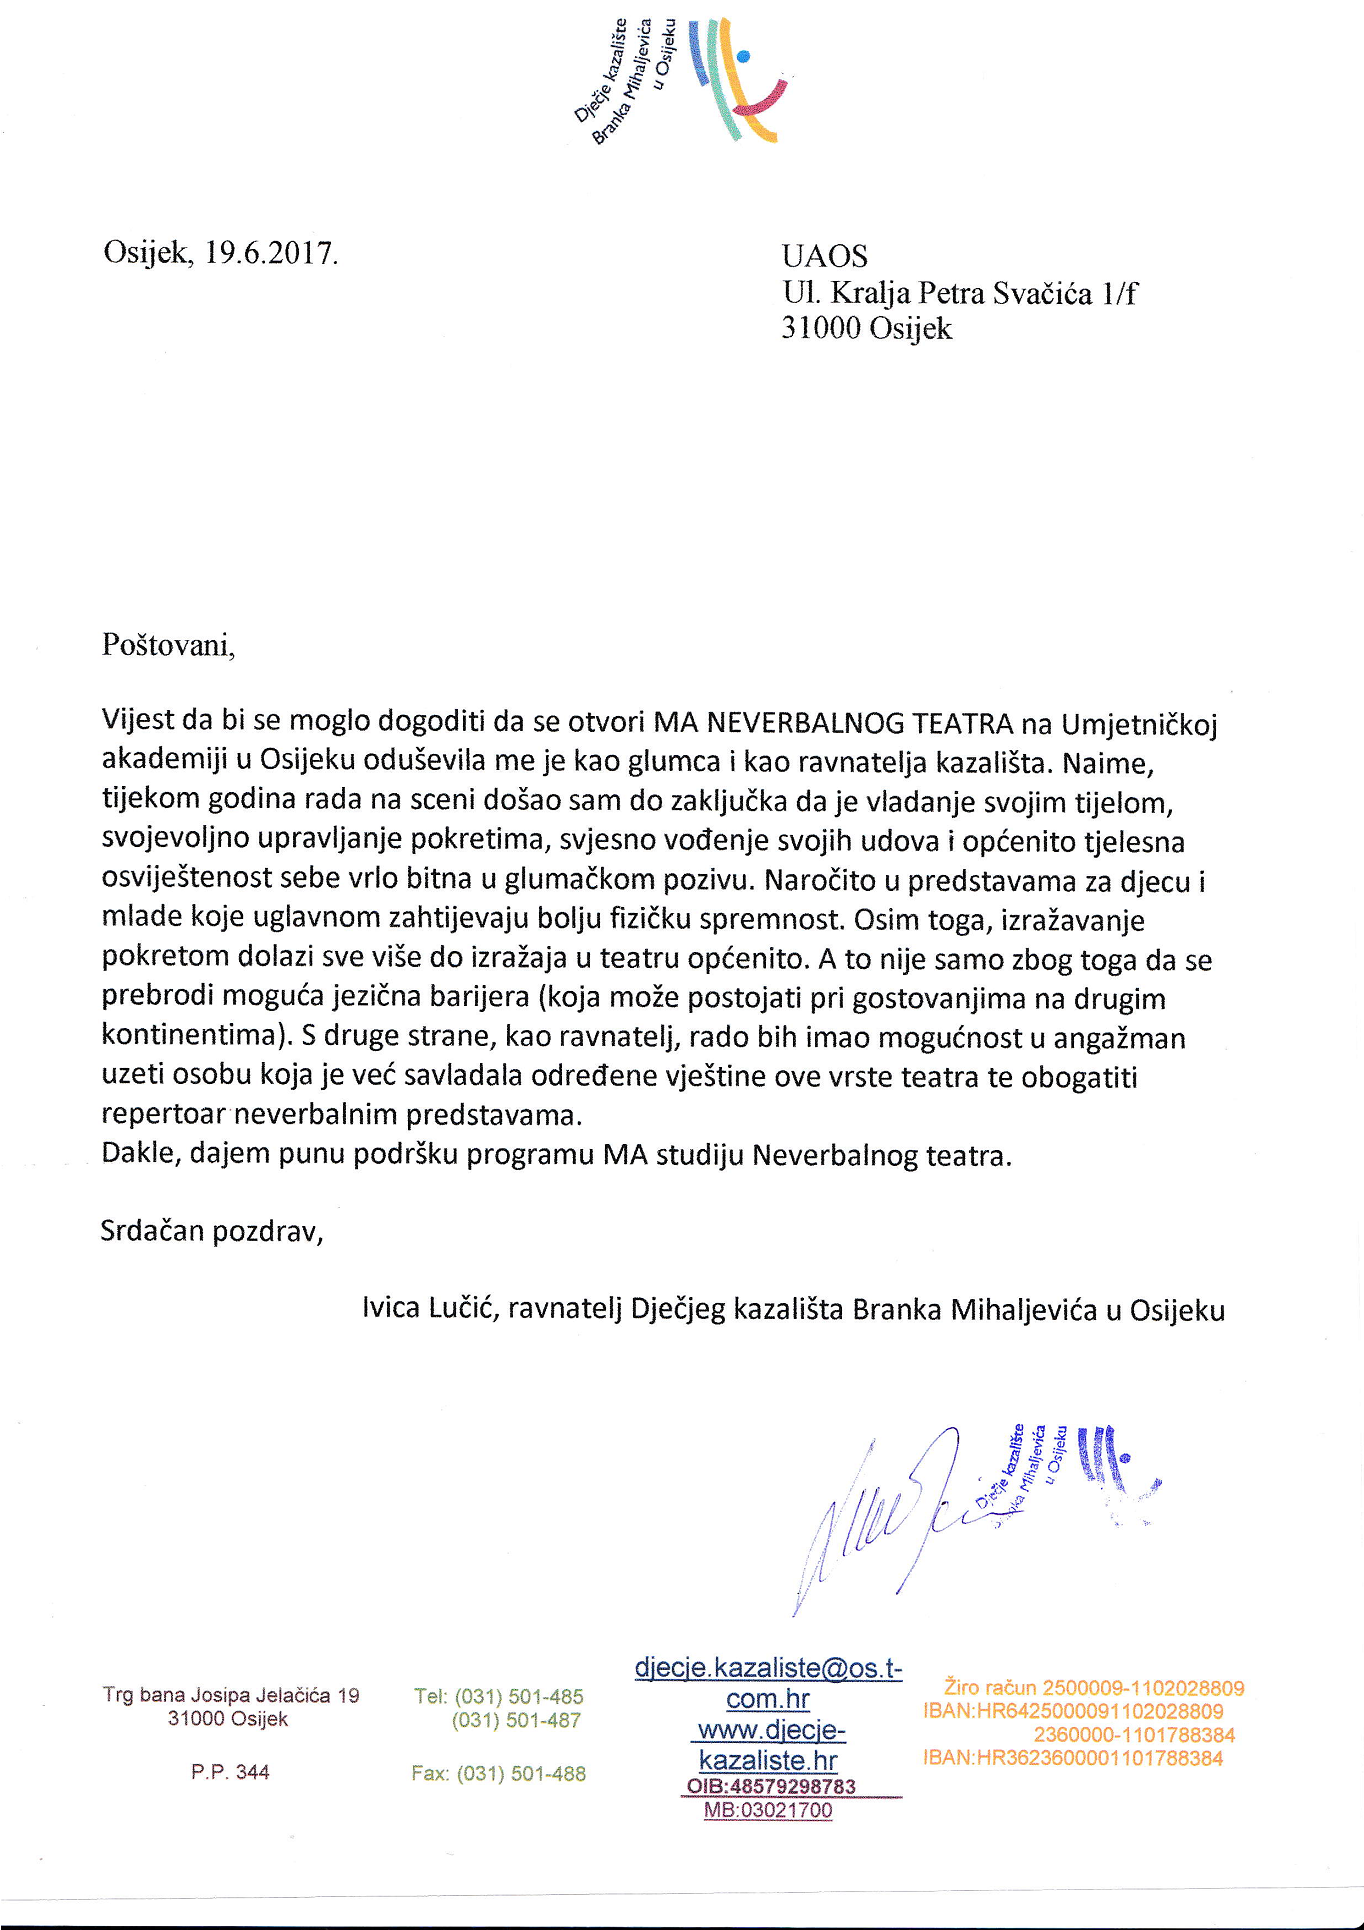 Dječje kazalište
Branka Mihaljevića
u Osijeku
Osijek, 19.6.2017.
UAOS
Ul. Kralja Petra Svačića 1/f
31000 Osijek
Poštovani,
Vijest da bi se moglo dogoditi da se otvori MA NEVERBALNOG TEATRA na Umjetničkoj
akademiji u Osijeku oduševila me je kao glumca i kao ravnatelja kazališta. Naime,
tijekom godina rada na sceni došao sam do zaključka da je vladanje svojim tijelom,
svojevoljno upravljanje pokretima, svjesno vođenje svojih udova i općenito tjelesna
osviještenost sebe vrlo bitna u glumačkom pozivu. Naročito u predstavama za djecu i
mlade koje uglavnom zahtijevaju bolju fizičku spremnost. Osim toga, izražavanje
pokretom dolazi sve više do izražaja u teatru općenito. A to nije samo zbog toga da se
prebrodi moguća jezična barijera (koja može postojati pri gostovanjima na drugim
kontinentima). S druge strane, kao ravnatelj, rado bih imao mogućnost u angažman
uzeti osobu koja je već savladala određene vještine ove vrste teatra te obogatiti
repertoar neverbalnim predstavama.
Dakle, dajem punu podršku programu MA studiju Neverbalnog teatra.
Srdačan pozdrav,
Ivica Lučić, ravnatelj Dječjeg kazališta Branka Mihaljevića u Osijeku
Dječje kazalište
Mihaljevića
u Osijeku
Trg bana Josipa Jelačića 19
31000 Osijek
P.P. 344
Tel: (031) 501-485
(031) 501-487
Fax: (031) 501-488
djecje.kazaliste@os.t-
com.hr
www.djecje-
kazaliste.hr
OIB:48579298783
MB:03021700
Žiro račun 2500009-1102028809
IBAN:HR6425000091102028809
2360000-1101788384
IBAN:HR3623600001101788384